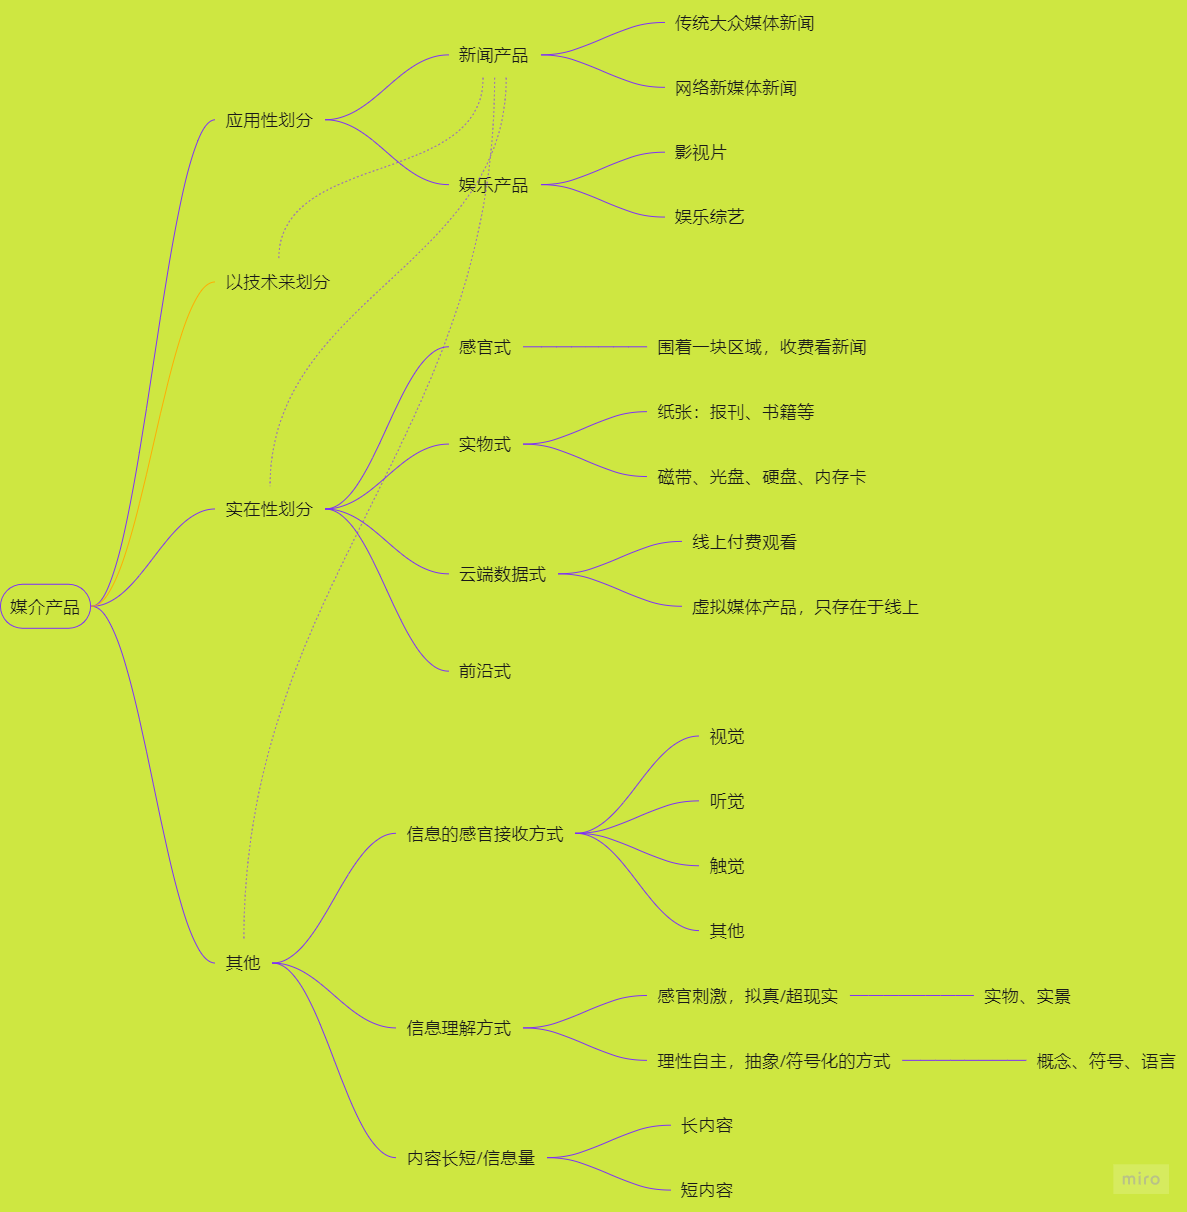 传统大众媒体新闻
新闻产品
网络新媒体新闻
应用性划分
影视片
娱乐产品
娱乐综艺
以技术来划分
感官式
围着一块区域，收费看新闻
纸张：报刊、书籍等
实物式
磁带、光盘、硬盘、内存卡
实在性划分
线上付费观看
云端数据式
虚拟媒体产品，只存在于线上
媒介产品
前沿式
视觉
听觉
信息的感官接收方式
触觉
其他
其他
感官刺激，拟真/超现实
实物、实景
信息理解方式
理性自主，抽象/符号化的方式
概念、符号、语言
长内容
内容长短/信息量
短内容
miro